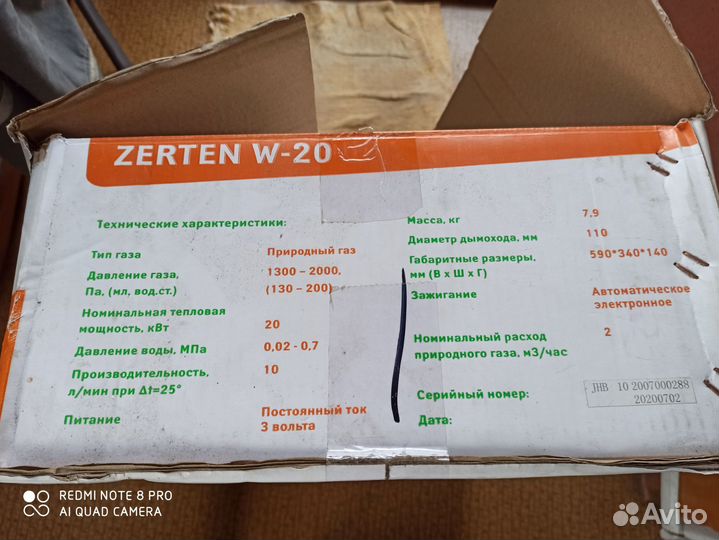 ZERTEN W-20
Технические характеристики:
Тип газа
Природный газ
Давление газа,
Па, (мл, вод.ст.)
1300 – 2000,
(130 – 200)
Номинальная тепловая
мощность, кВт
20
Давление воды, МПа
0,02 - 0,7
Производительность,
л/мин при Δt=25°
10
Питание
Постоянный ток
3 вольта
Масса, кг
7.9
Диаметр дымохода, мм
110
Габаритные размеры,
мм (В х Ш х Г)
590*340*140
Зажигание
Автоматическое
электронное
Номинальный расход
природного газа, м3/час
2
Серийный номер:
JHB 10 2007000288
20200702
Дата:
REDMI NOTE 8 PRO
AI QUAD CAMERA
Avito